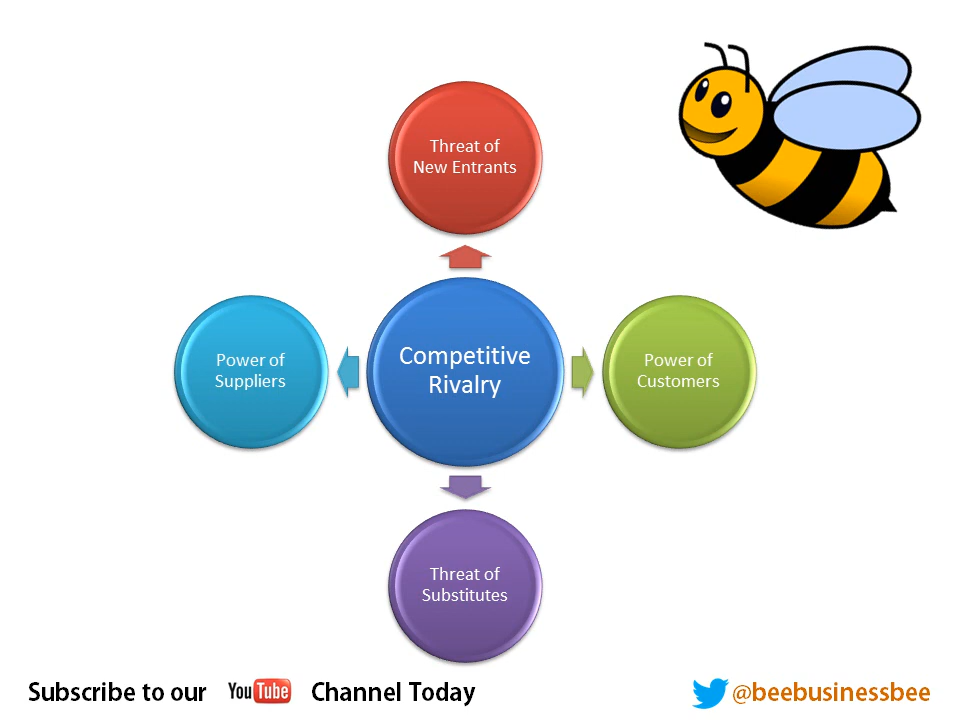 Threat of
New Entrants
Power of
Suppliers
Competitive
Rivalry
Power of
Customers
Threat of
Substitutes
Subscribe to our YouTube Channel Today
@beebusinessbee